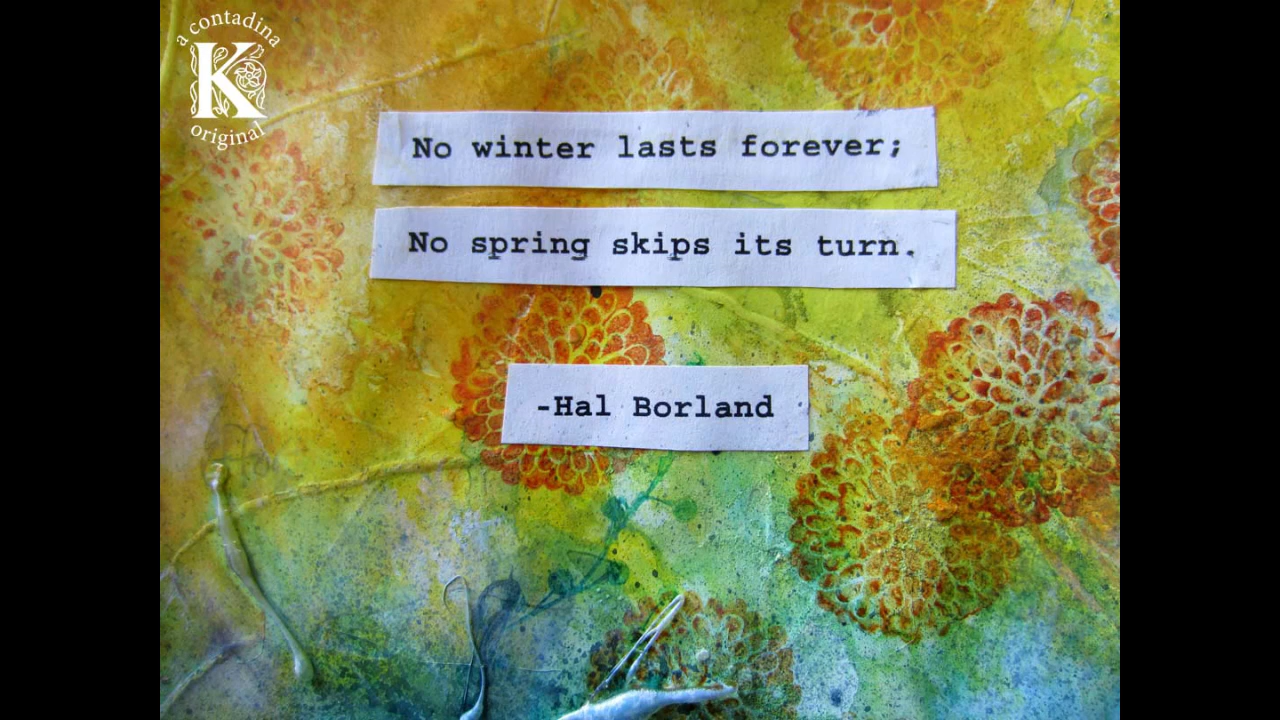 a contadina
K
original
No winter lasts forever;
No spring skips its turn.
-Hal Borland